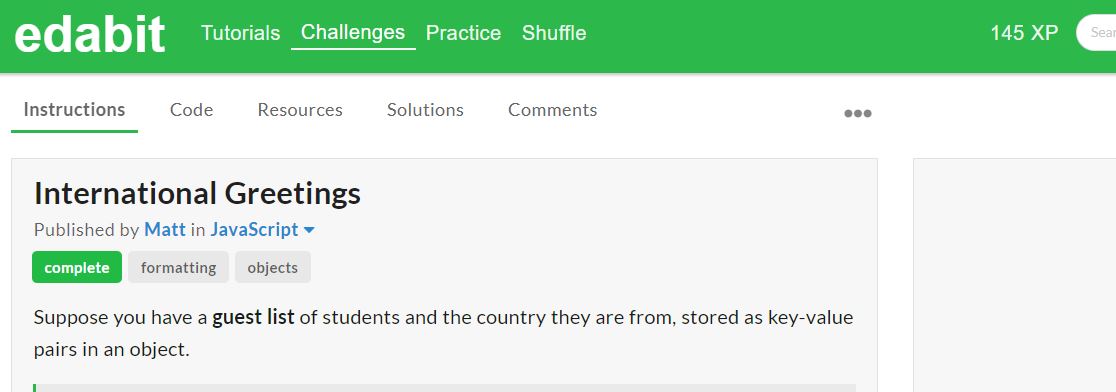 edabit Tutorials Challenges Practice Shuffle 145 XP Sear
Instructions Code Resources Solutions Comments
International Greetings
Published by Matt in JavaScript
complete formatting objects
Suppose you have a guest list of students and the country they are from, stored as key-value
pairs in an object.